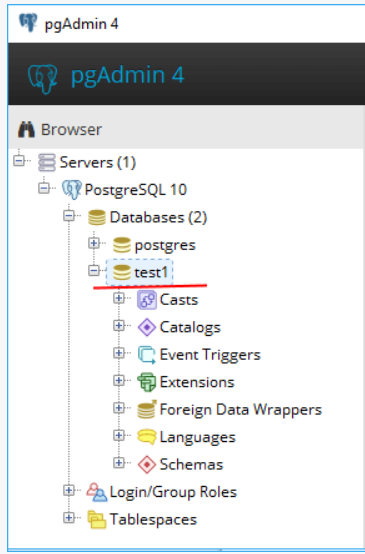 pgAdmin 4
pgAdmin 4
Browser
Servers (1)
PostgreSQL 10
Databases (2)
postgres
test1
Casts
Catalogs
Event Triggers
Extensions
Foreign Data Wrappers
Languages
Schemas
Login/Group Roles
Tablespaces